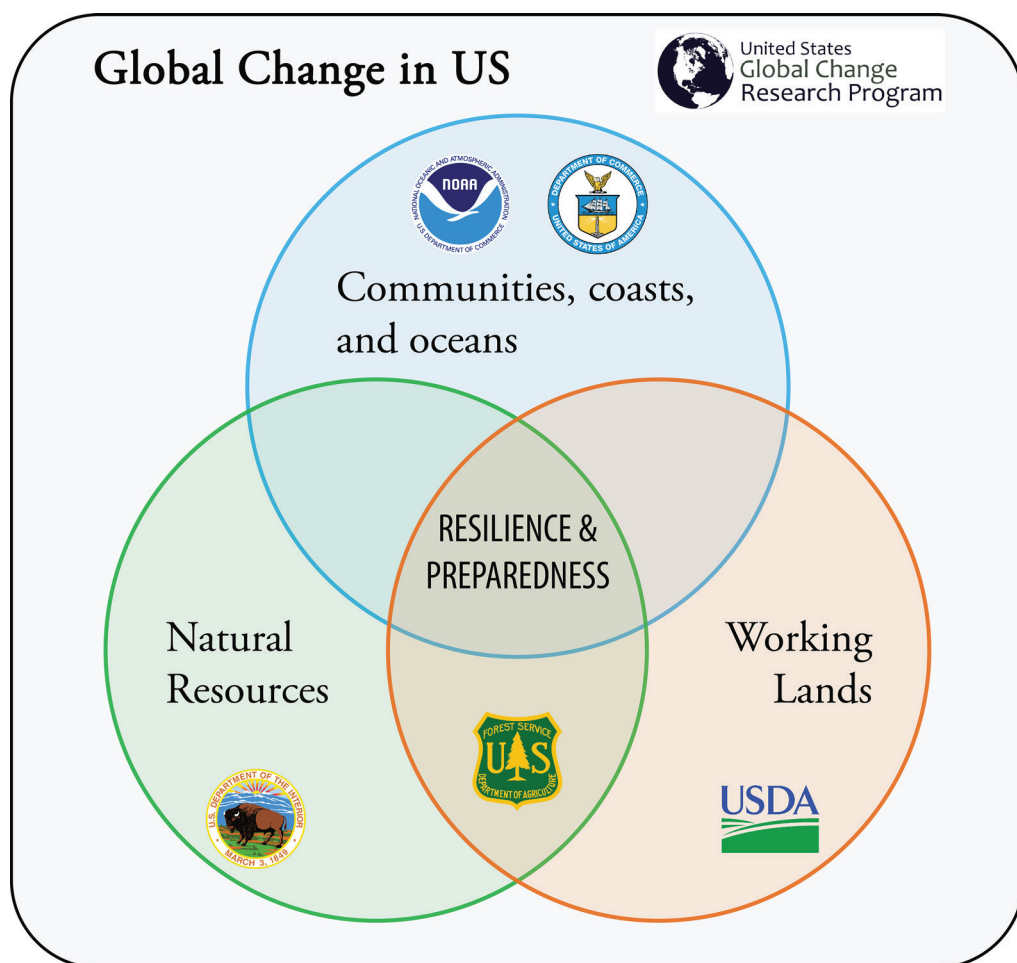 Global Change in US
United States
Global Change
Research Program
NATIONAL OCEANIC AND ATMOSPHERIC ADMINISTRATION
NOAA
U.S. DEPARTMENT OF COMMERCE
DEPARTMENT OF COMMERCE
UNITED STATES OF AMERICA
Communities, coasts,
and oceans
RESILIENCE &
PREPAREDNESS
Natural
Resources
Working
Lands
FOREST SERVICE
U S
DEPARTMENT OF AGRICULTURE
U.S. DEPARTMENT OF THE INTERIOR
MARCH 3, 1849
USDA